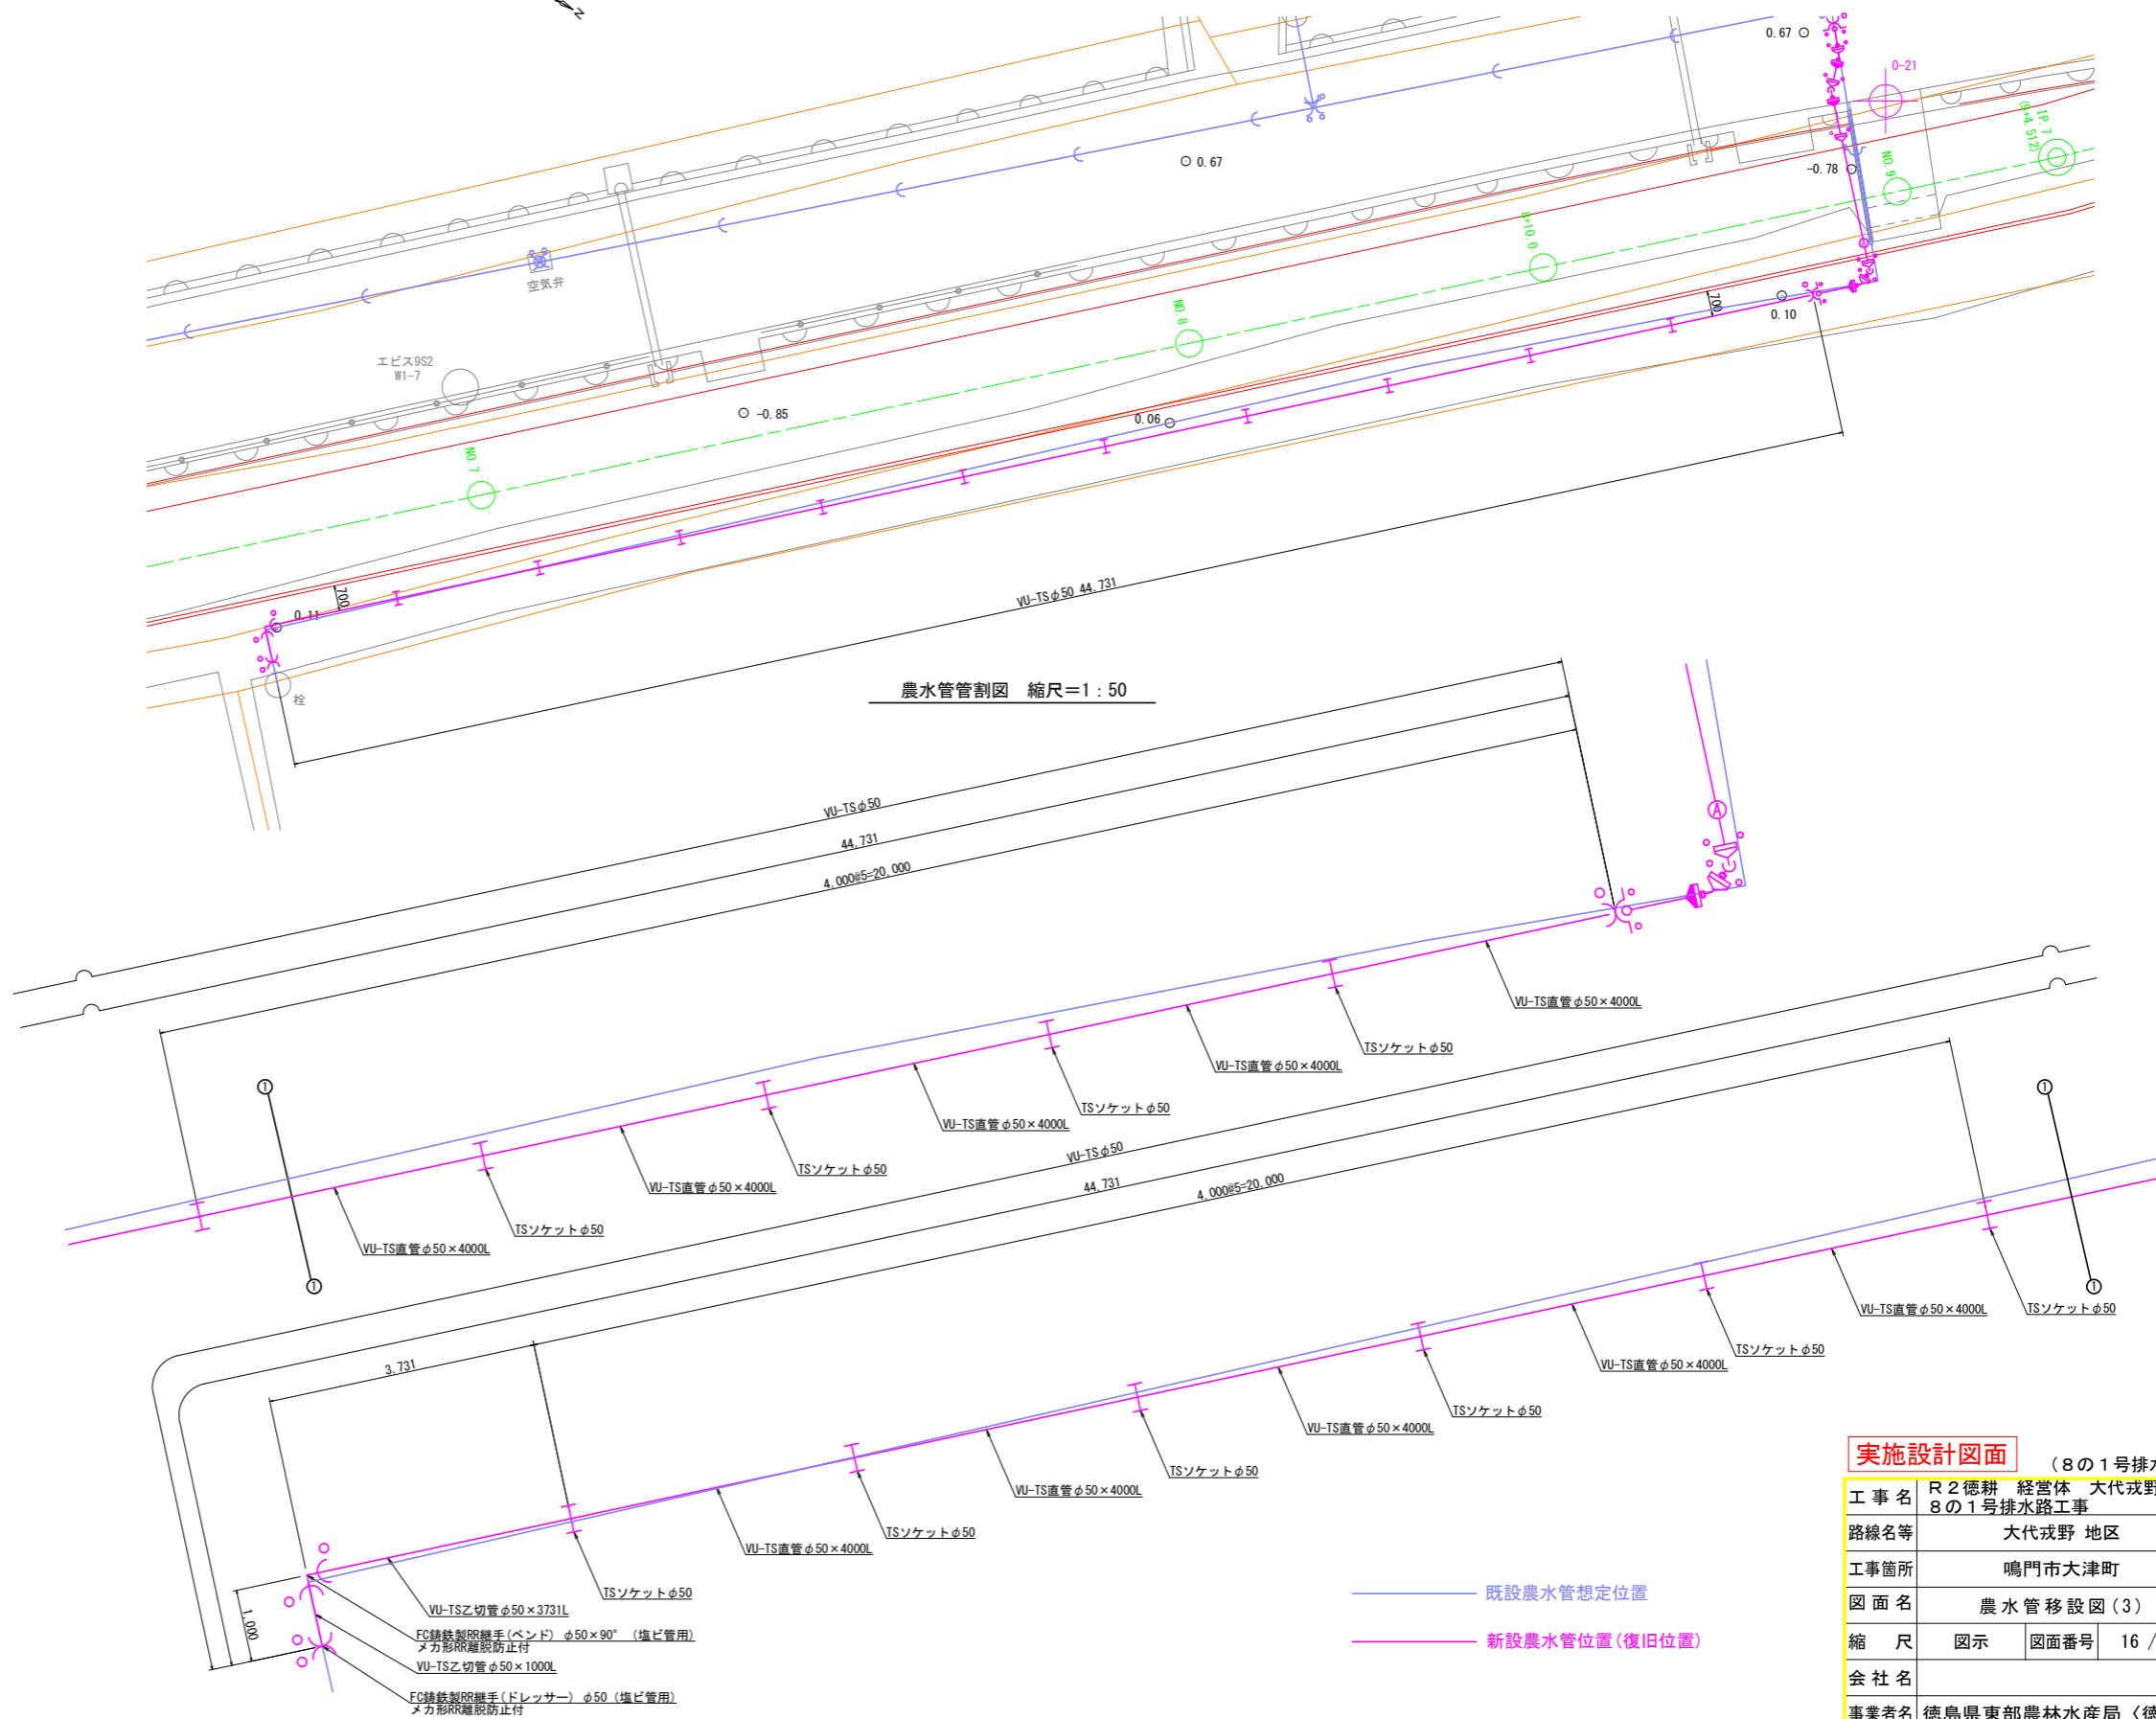 N
0.67
O-21
0.67
-0.78
NO.9
IP.7
(9+4.512)
空気弁
8+10.0
700
0.10
NO.8
エビス9S2
W1-7
-0.85
0.06
NO.7
700
0.11
VU-TSφ50 44,731
栓
農水管管割図 縮尺=1：50
VU-TSφ50
44,731
4,000@5=20,000
A
VU-TS直管φ50×4000L
TSソケットφ50
VU-TS直管φ50×4000L
TSソケットφ50
VU-TS直管φ50×4000L
TSソケットφ50
VU-TS直管φ50×4000L
TSソケットφ50
VU-TS直管φ50×4000L
①
①
VU-TSφ50
44,731
4,000@5=20,000
①
①
3,731
TSソケットφ50
VU-TS直管φ50×4000L
TSソケットφ50
VU-TS直管φ50×4000L
TSソケットφ50
VU-TS直管φ50×4000L
TSソケットφ50
VU-TS直管φ50×4000L
TSソケットφ50
VU-TS直管φ50×4000L
TSソケットφ50
1,000
VU-TS乙切管φ50×3731L
FC鋳鉄製RR継手(ベンド) φ50×90° (塩ビ管用)
メカ形RR離脱防止付
VU-TS乙切管φ50×1000L
FC鋳鉄製RR継手(ドレッサー) φ50 (塩ビ管用)
メカ形RR離脱防止付
既設農水管想定位置
新設農水管位置(復旧位置)
実施設計図面
(８の１号排水
工事名 Ｒ２徳耕 経営体 大代戎野
８の１号排水路工事
路線名等 大代戎野 地区
工事箇所 鳴門市大津町
図面名 農水管移設図(3)
縮尺 図示 図面番号 16 /
会社名
事業者名 徳島県東部農林水産局〈徳